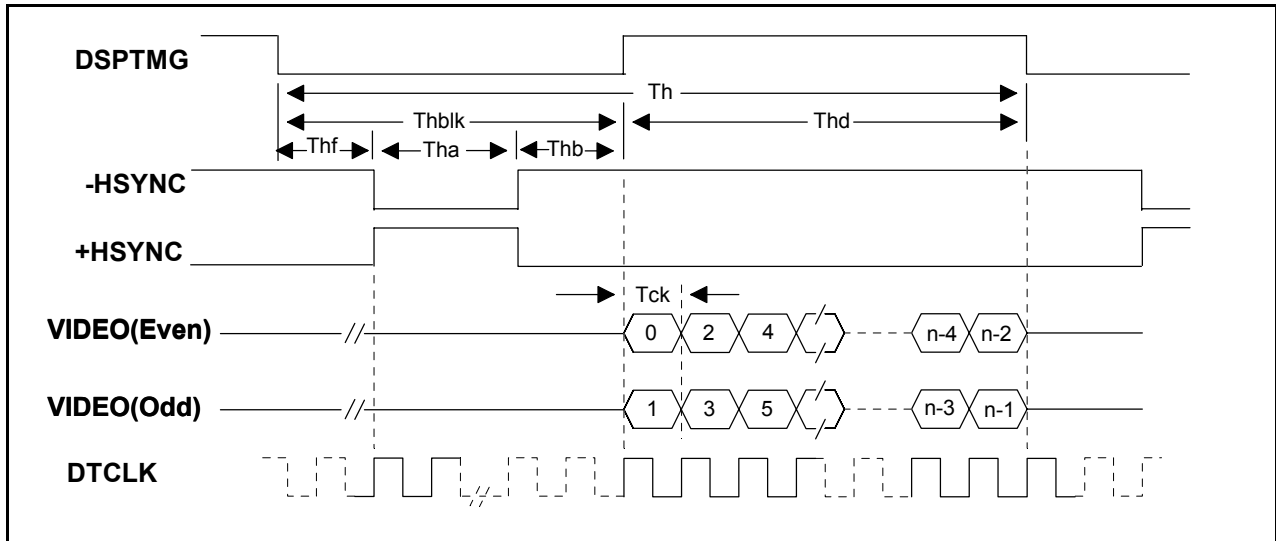 DSPTMG
Th
Thblk Thd
Thf Tha Thb
-HSYNC
+HSYNC
Tck
VIDEO(Even) // 0 2 4 n-4 n-2
VIDEO(Odd) // 1 3 5 n-3 n-1
DTCLK //